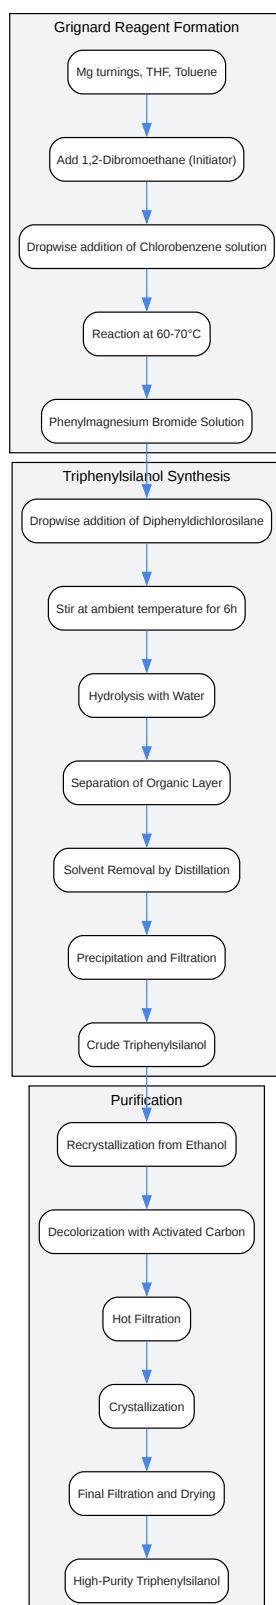 Grignard Reagent Formation
Mg turnings, THF, Toluene
Add 1,2-Dibromoethane (Initiator)
Dropwise addition of Chlorobenzene solution
Reaction at 60-70°C
Phenylmagnesium Bromide Solution
Triphenylsilanol Synthesis
Dropwise addition of Diphenyldichlorosilane
Stir at ambient temperature for 6h
Hydrolysis with Water
Separation of Organic Layer
Solvent Removal by Distillation
Precipitation and Filtration
Crude Triphenylsilanol
Purification
Recrystallization from Ethanol
Decolorization with Activated Carbon
Hot Filtration
Crystallization
Final Filtration and Drying
High-Purity Triphenylsilanol